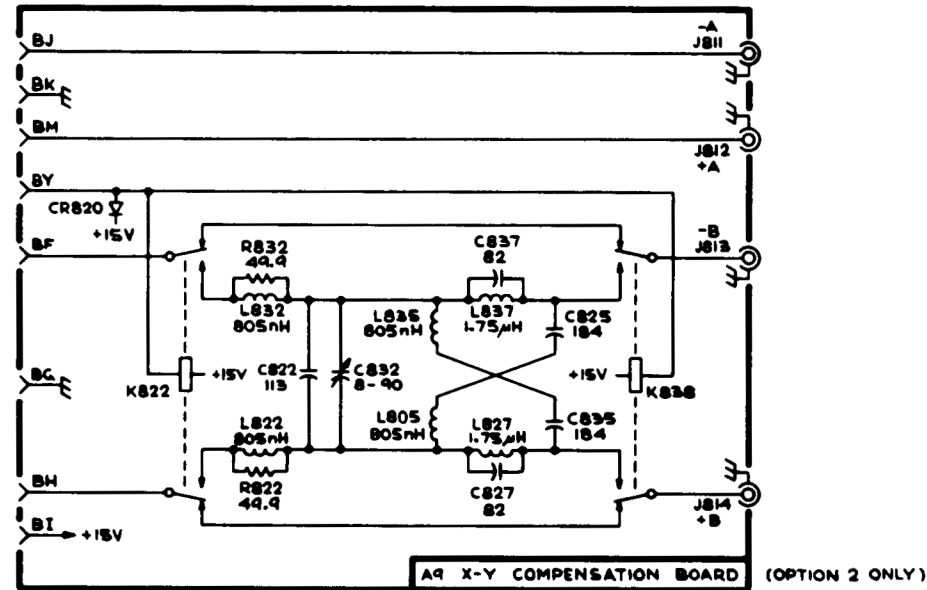 BJ
-A
J811
BK
BM
J812
+A
BY
CR820
+15V
BF
-B
J813
R832
49.9
C837
82
L832
805nH
L835
805nH
L837
1.75µH
C825
184
BG
K822
+15V
C822
113
C832
8-90
+15V
K838
L822
805nH
L805
805nH
L827
1.75µH
C835
184
BH
R822
49.9
C827
82
J814
+B
BI
+15V
A9 X-Y COMPENSATION BOARD
(OPTION 2 ONLY)